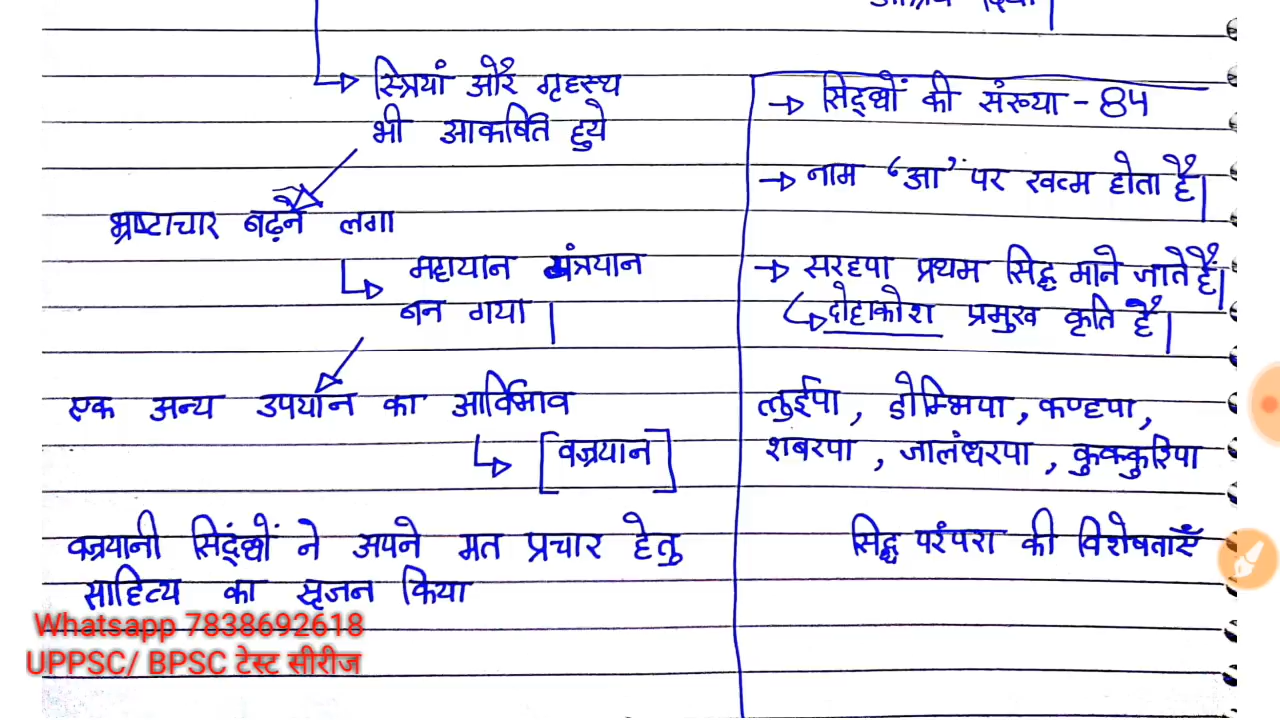 दिया।
→ स्त्रियां और गृहस्थ
भी आकर्षित हुये
भ्रष्टाचार बढ़ने लगा
→ महायान मंत्रयान
बन गया।
एक अन्य उपयान का आर्विभाव
→ [वज्रयान]
वज्रयानी सिद्धों ने अपने मत प्रचार हेतु
साहित्य का सृजन किया
→ सिद्धों की संख्या - 84
→ नाम 'आ' पर खत्म होता है।
→ सरहपा प्रथम सिद्ध माने जाते हैं।
→ दोहाकोश प्रमुख कृति है।
लुईपा, डोम्भिपा, कण्हपा,
शबरपा, जालंधरपा, कुक्कुरिपा
सिद्ध परंपरा की विशेषताएँ
Whatsapp 7838692618
UPPSC/ BPSC टेस्ट सीरीज